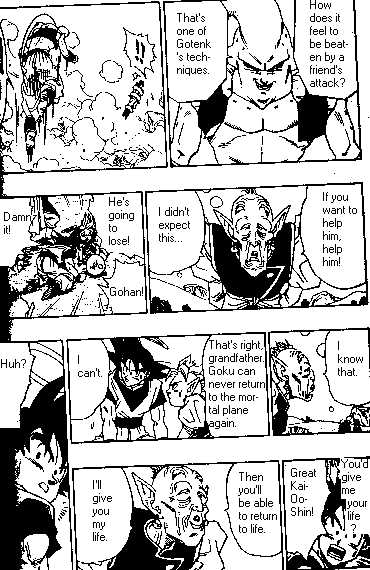 How
does it
feel to
be beat-
en by a
friend's
attack?
That's
one of
Gotenk
's tech-
niques.
If you
want to
help
him,
help
him!
I didn't
expect
this...
He's
going
to
lose!
Damn
it!
Gohan!
I
know
that.
That's right,
grandfather.
Goku can
never return
to the mor-
tal plane
again.
I
can't.
Huh?
You'd
give
me
your
life
?
Great
Kai-
Oo-
Shin!
Then
you'll
be able
to return
to life.
I'll
give
you
my
life.